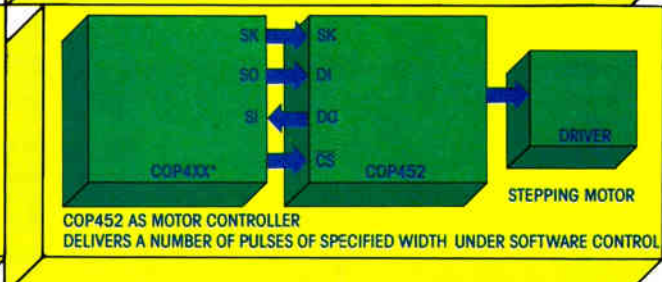 SK SK
SO DI
SI DO
CS
COP4XX* COP452 DRIVER
STEPPING MOTOR
COP452 AS MOTOR CONTROLLER
DELIVERS A NUMBER OF PULSES OF SPECIFIED WIDTH UNDER SOFTWARE CONTROL